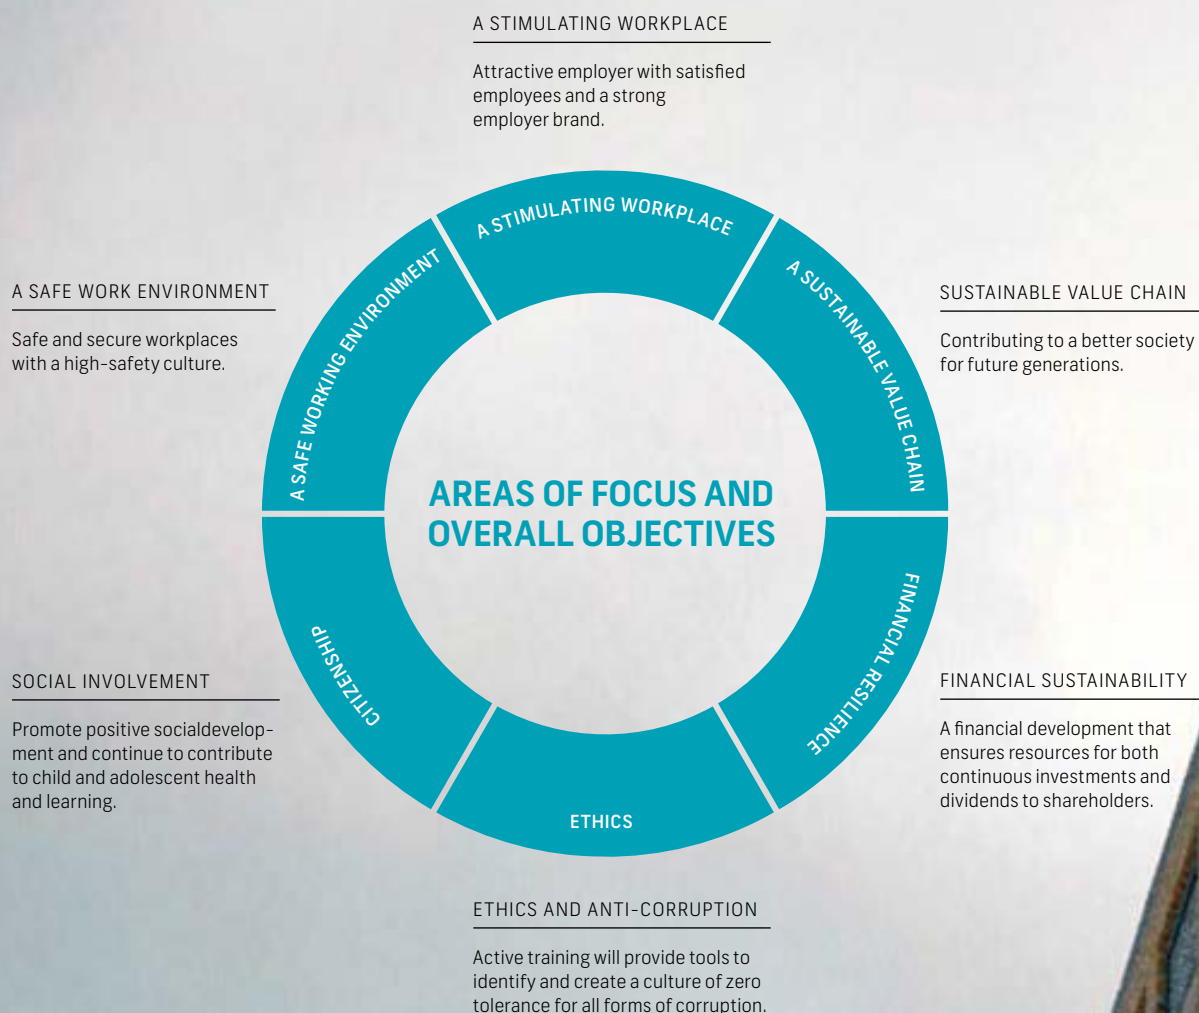 A STIMULATING WORKPLACE
Attractive employer with satisfied
employees and a strong
employer brand.
A STIMULATING WORKPLACE
A SAFE WORKING ENVIRONMENT
A SUSTAINABLE VALUE CHAIN
A SAFE WORK ENVIRONMENT
Safe and secure workplaces
with a high-safety culture.
SUSTAINABLE VALUE CHAIN
Contributing to a better society
for future generations.
AREAS OF FOCUS AND
OVERALL OBJECTIVES
CITIZENSHIP
FINANCIAL RESILIENCE
SOCIAL INVOLVEMENT
Promote positive socialdevelop-
ment and continue to contribute
to child and adolescent health
and learning.
FINANCIAL SUSTAINABILITY
A financial development that
ensures resources for both
continuous investments and
dividends to shareholders.
ETHICS
ETHICS AND ANTI-CORRUPTION
Active training will provide tools to
identify and create a culture of zero
tolerance for all forms of corruption.